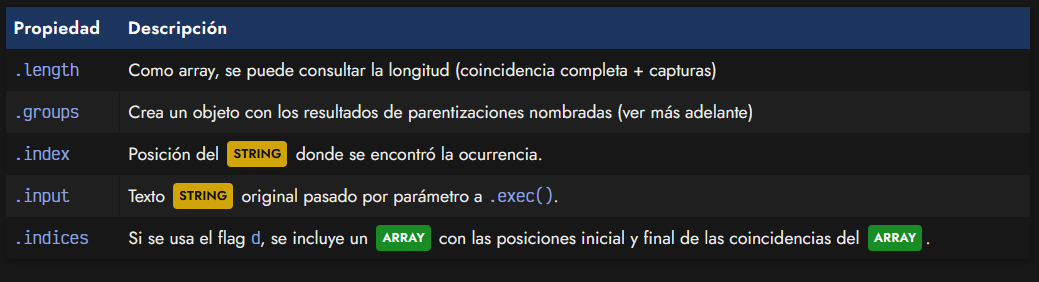 Propiedad Descripción
.length Como array, se puede consultar la longitud (coincidencia completa + capturas)
.groups Crea un objeto con los resultados de parentizaciones nombradas (ver más adelante)
.index Posición del STRING donde se encontró la ocurrencia.
.input Texto STRING original pasado por parámetro a .exec().
.indices Si se usa el flag d, se incluye un ARRAY con las posiciones inicial y final de las coincidencias del ARRAY .